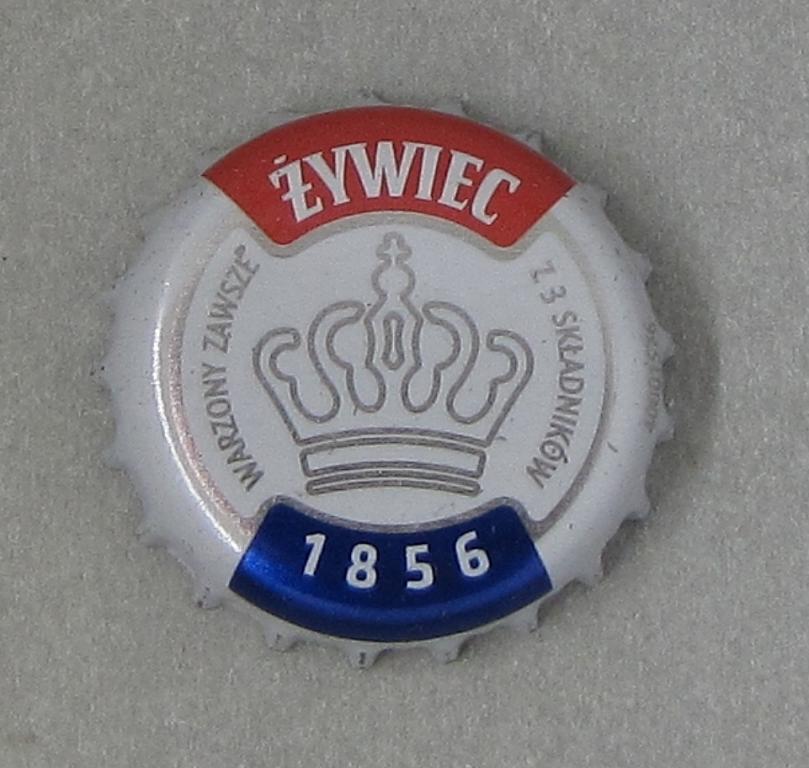 ŻYWIEC
WARZONY ZAWSZE
Z 3 SKŁADNIKÓW
1856